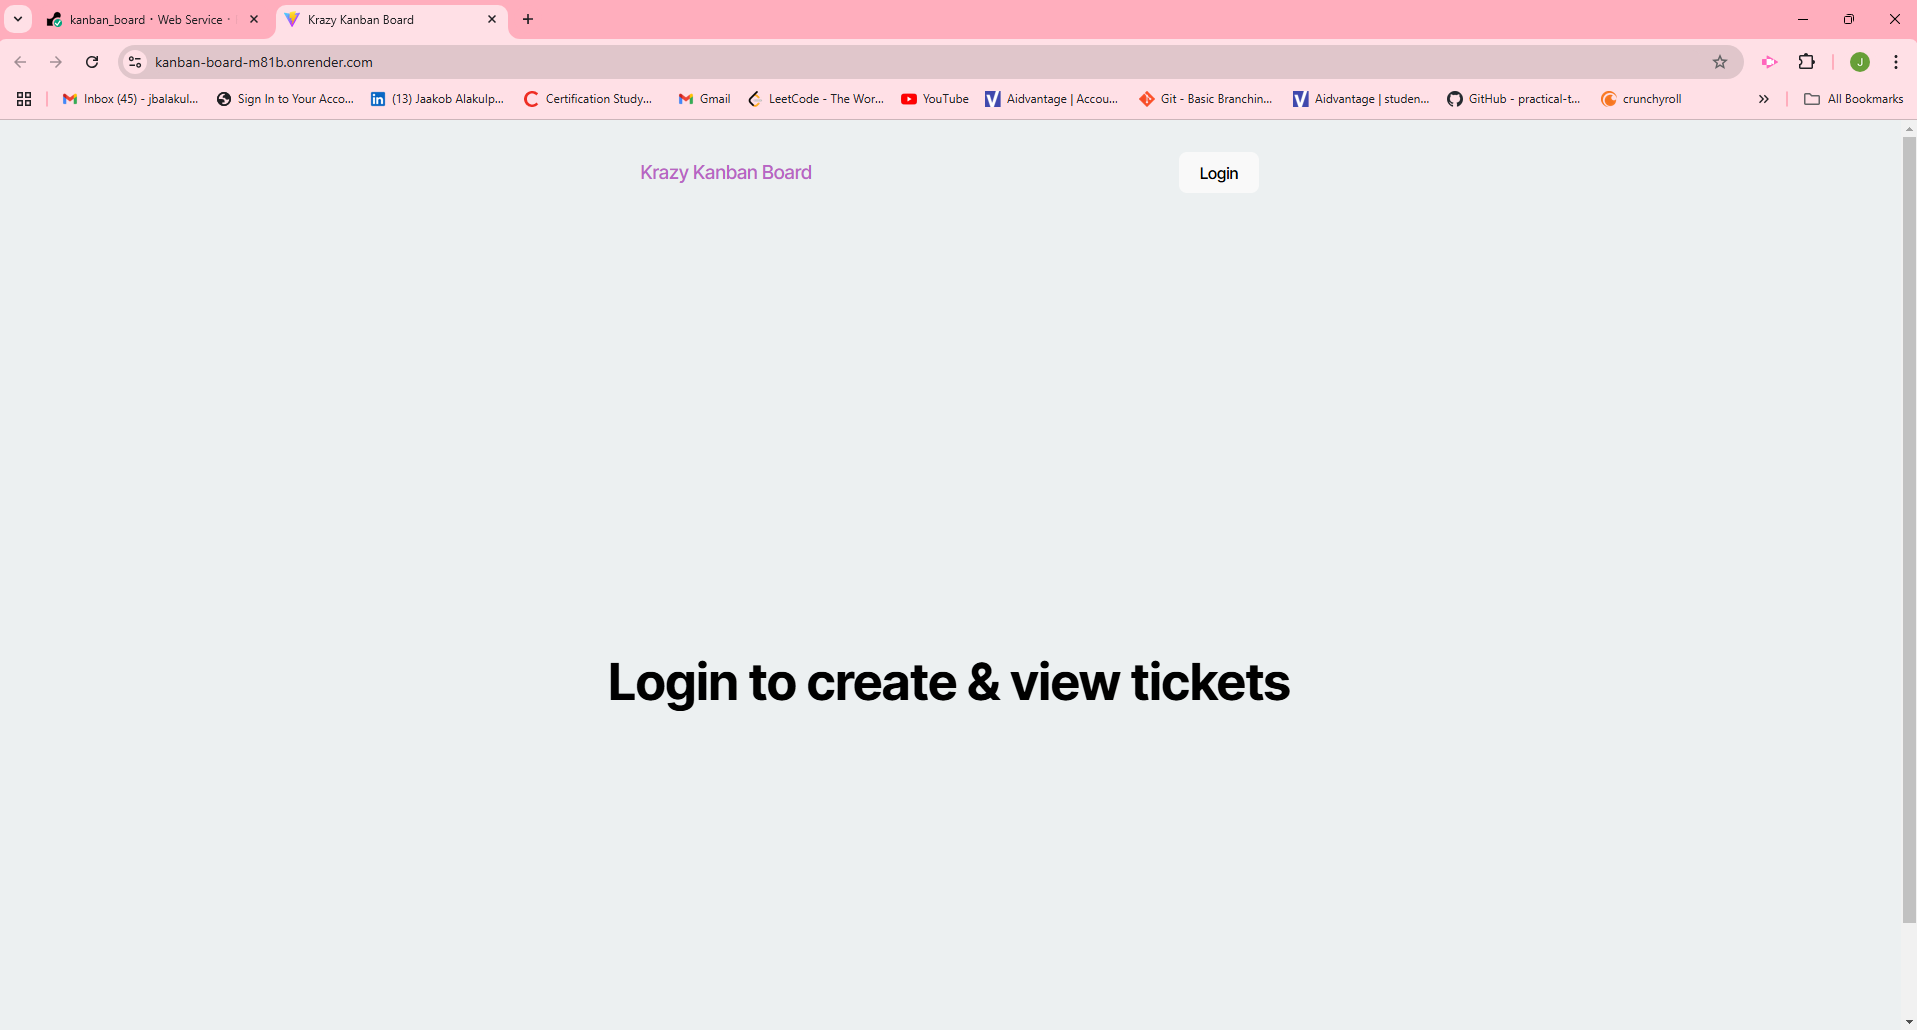 kanban_board · Web Service ·
Krazy Kanban Board
kanban-board-m81b.onrender.com
J
Inbox (45) - jbalakul...
Sign In to Your Acco...
(13) Jaakob Alakulp...
Certification Study...
Gmail
LeetCode - The Wor...
YouTube
Aidvantage | Accou...
Git - Basic Branchin...
Aidvantage | studen...
GitHub - practical-t...
crunchyroll
All Bookmarks
Krazy Kanban Board
Login
Login to create & view tickets